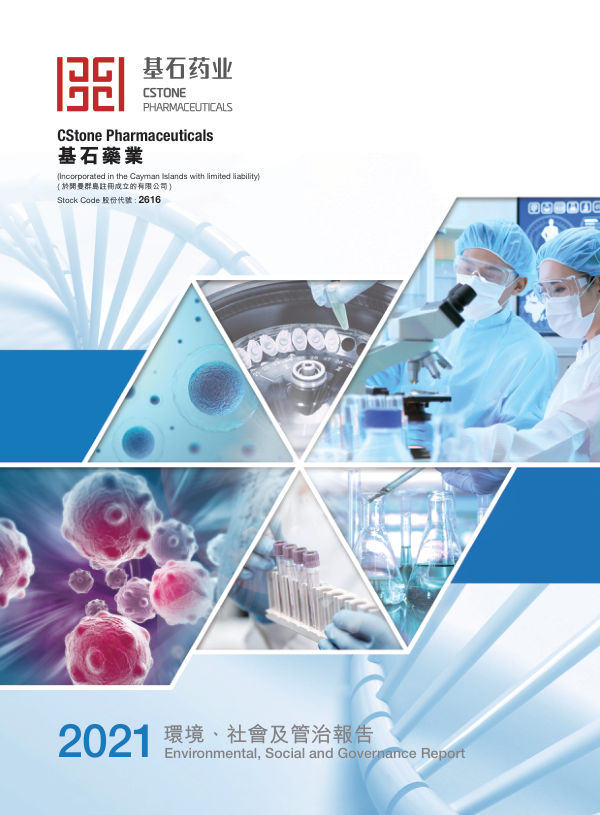 基石药业
CSTONE
PHARMACEUTICALS
CStone Pharmaceuticals
基石藥業
(Incorporated in the Cayman Islands with limited liability)
(於開曼群島註冊成立的有限公司)
Stock Code 股份代號 : 2616
2021 環境、社會及管治報告
Environmental, Social and Governance Report